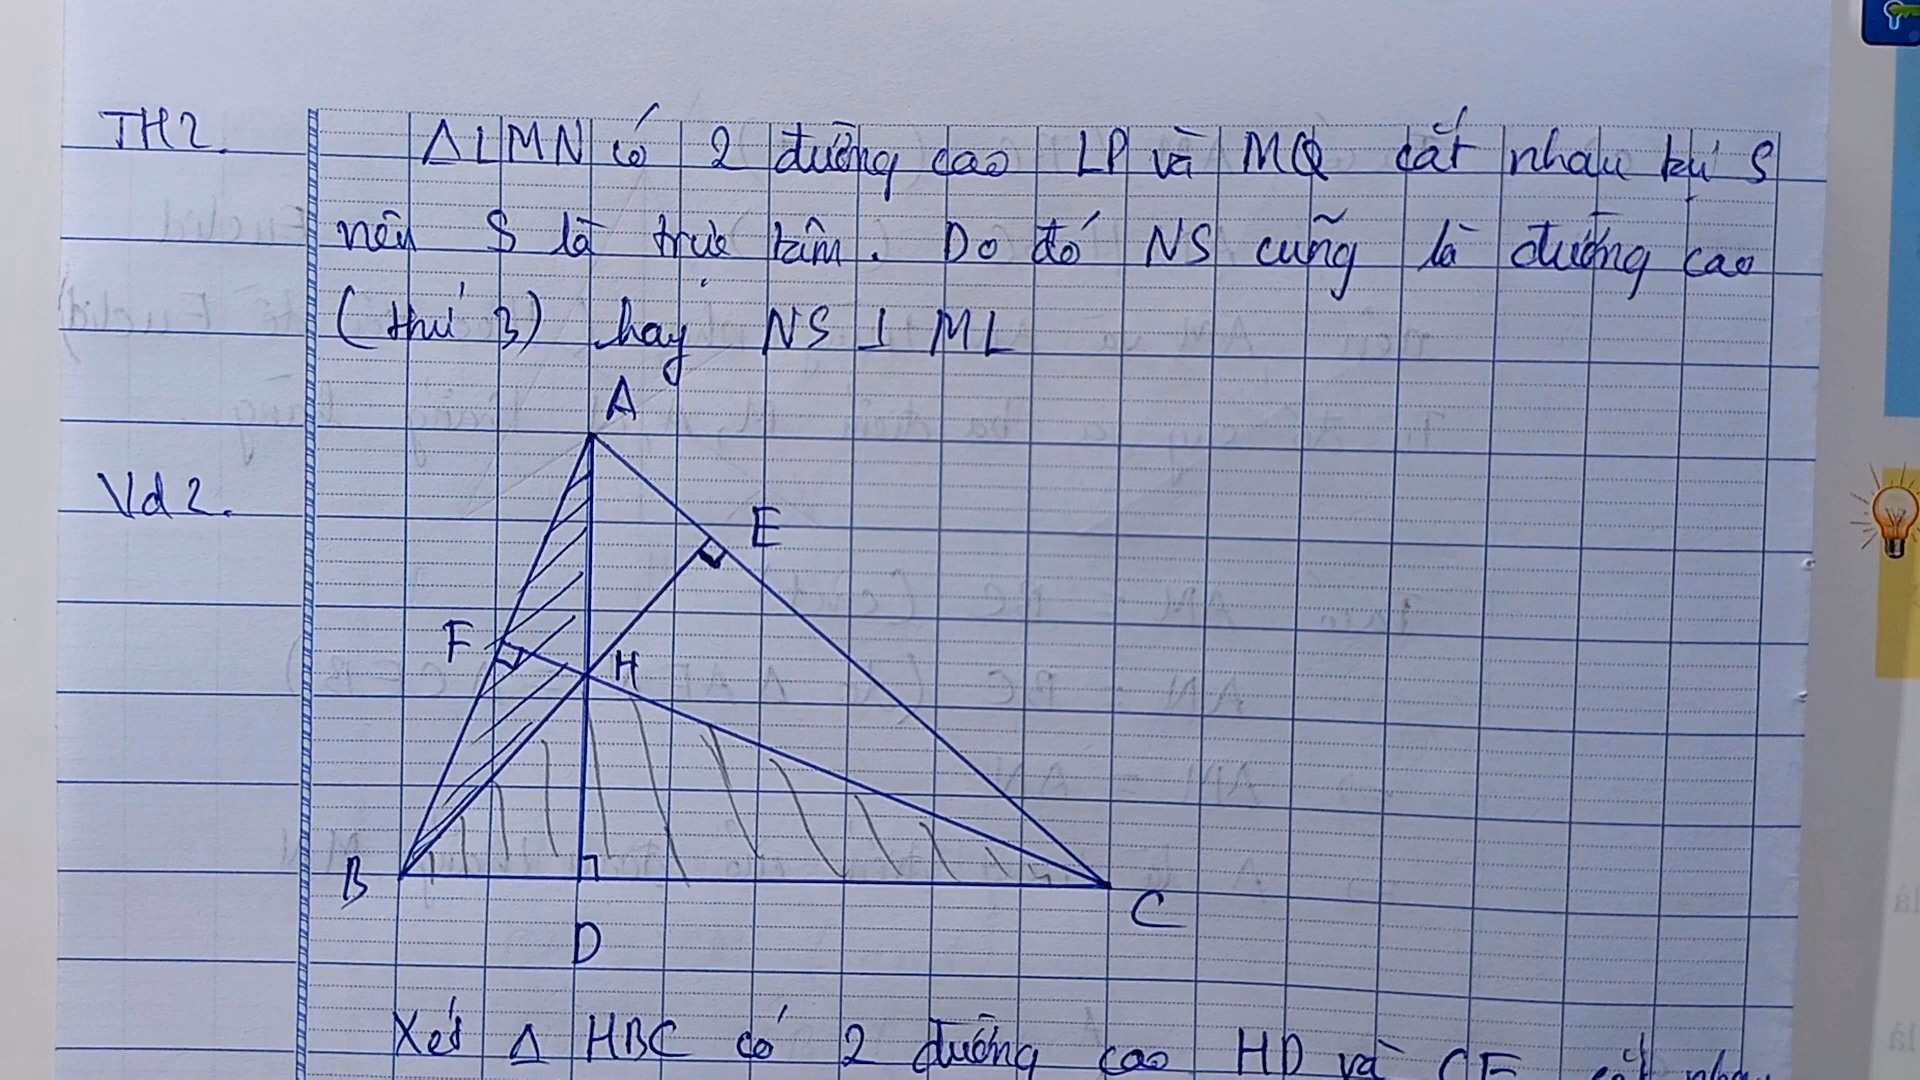 TH2.
ΔLMN có 2 đường cao LP và MQ cắt nhau tại S
nên S là trực tâm. Do đó NS cũng là đường cao
(thứ 3) hay NS ⊥ ML
A
Vd2.
E
F
H
B
C
D
Xét Δ HBC có 2 đường cao HD và